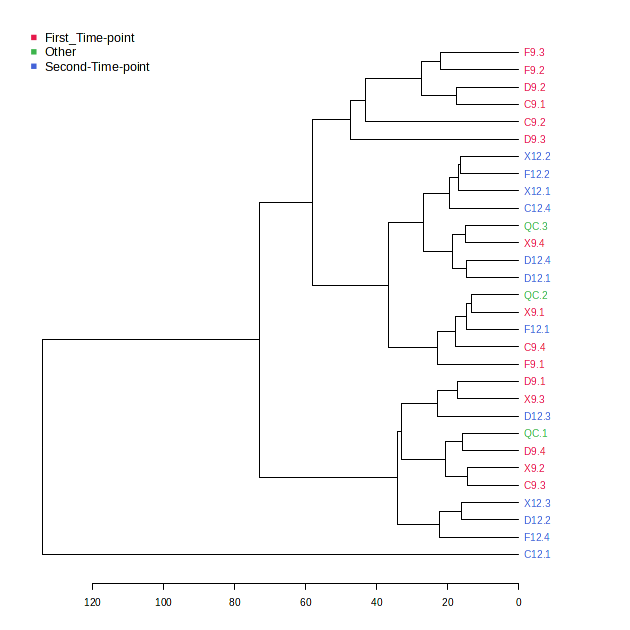 First_Time-point
Other
Second-Time-point
F9.3
F9.2
D9.2
C9.1
C9.2
D9.3
X12.2
F12.2
X12.1
C12.4
QC.3
X9.4
D12.4
D12.1
QC.2
X9.1
F12.1
C9.4
F9.1
D9.1
X9.3
D12.3
QC.1
D9.4
X9.2
C9.3
X12.3
D12.2
F12.4
C12.1
120 100 80 60 40 20 0